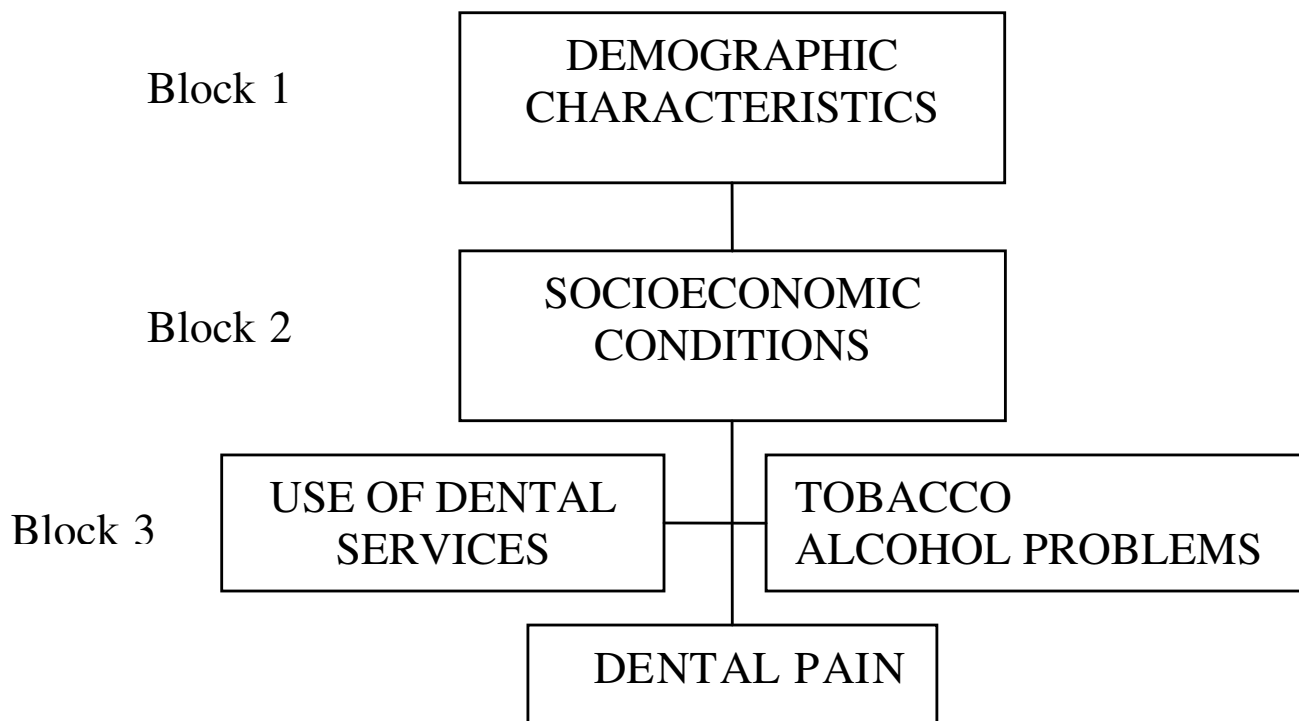 Block 1
DEMOGRAPHIC
CHARACTERISTICS
Block 2
SOCIOECONOMIC
CONDITIONS
Block 3
USE OF DENTAL
SERVICES
TOBACCO
ALCOHOL PROBLEMS
DENTAL PAIN